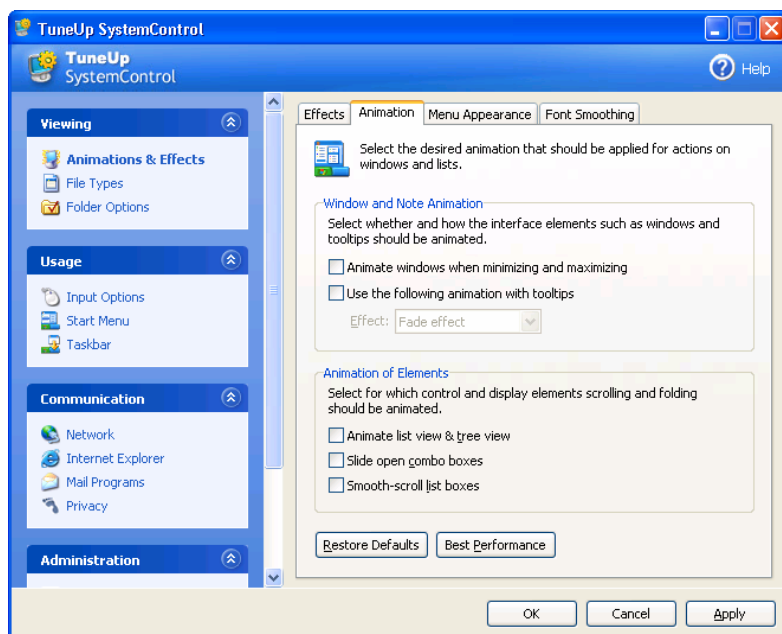 TuneUp SystemControl
TuneUp
SystemControl
Help
Viewing
Animations & Effects
File Types
Folder Options
Usage
Input Options
Start Menu
Taskbar
Communication
Network
Internet Explorer
Mail Programs
Privacy
Administration
Effects Animation Menu Appearance Font Smoothing
Select the desired animation that should be applied for actions on
windows and lists.
Window and Note Animation
Select whether and how the interface elements such as windows and
tooltips should be animated.
Animate windows when minimizing and maximizing
Use the following animation with tooltips
Effect: Fade effect
Animation of Elements
Select for which control and display elements scrolling and folding
should be animated.
Animate list view & tree view
Slide open combo boxes
Smooth-scroll list boxes
Restore Defaults Best Performance
OK Cancel Apply